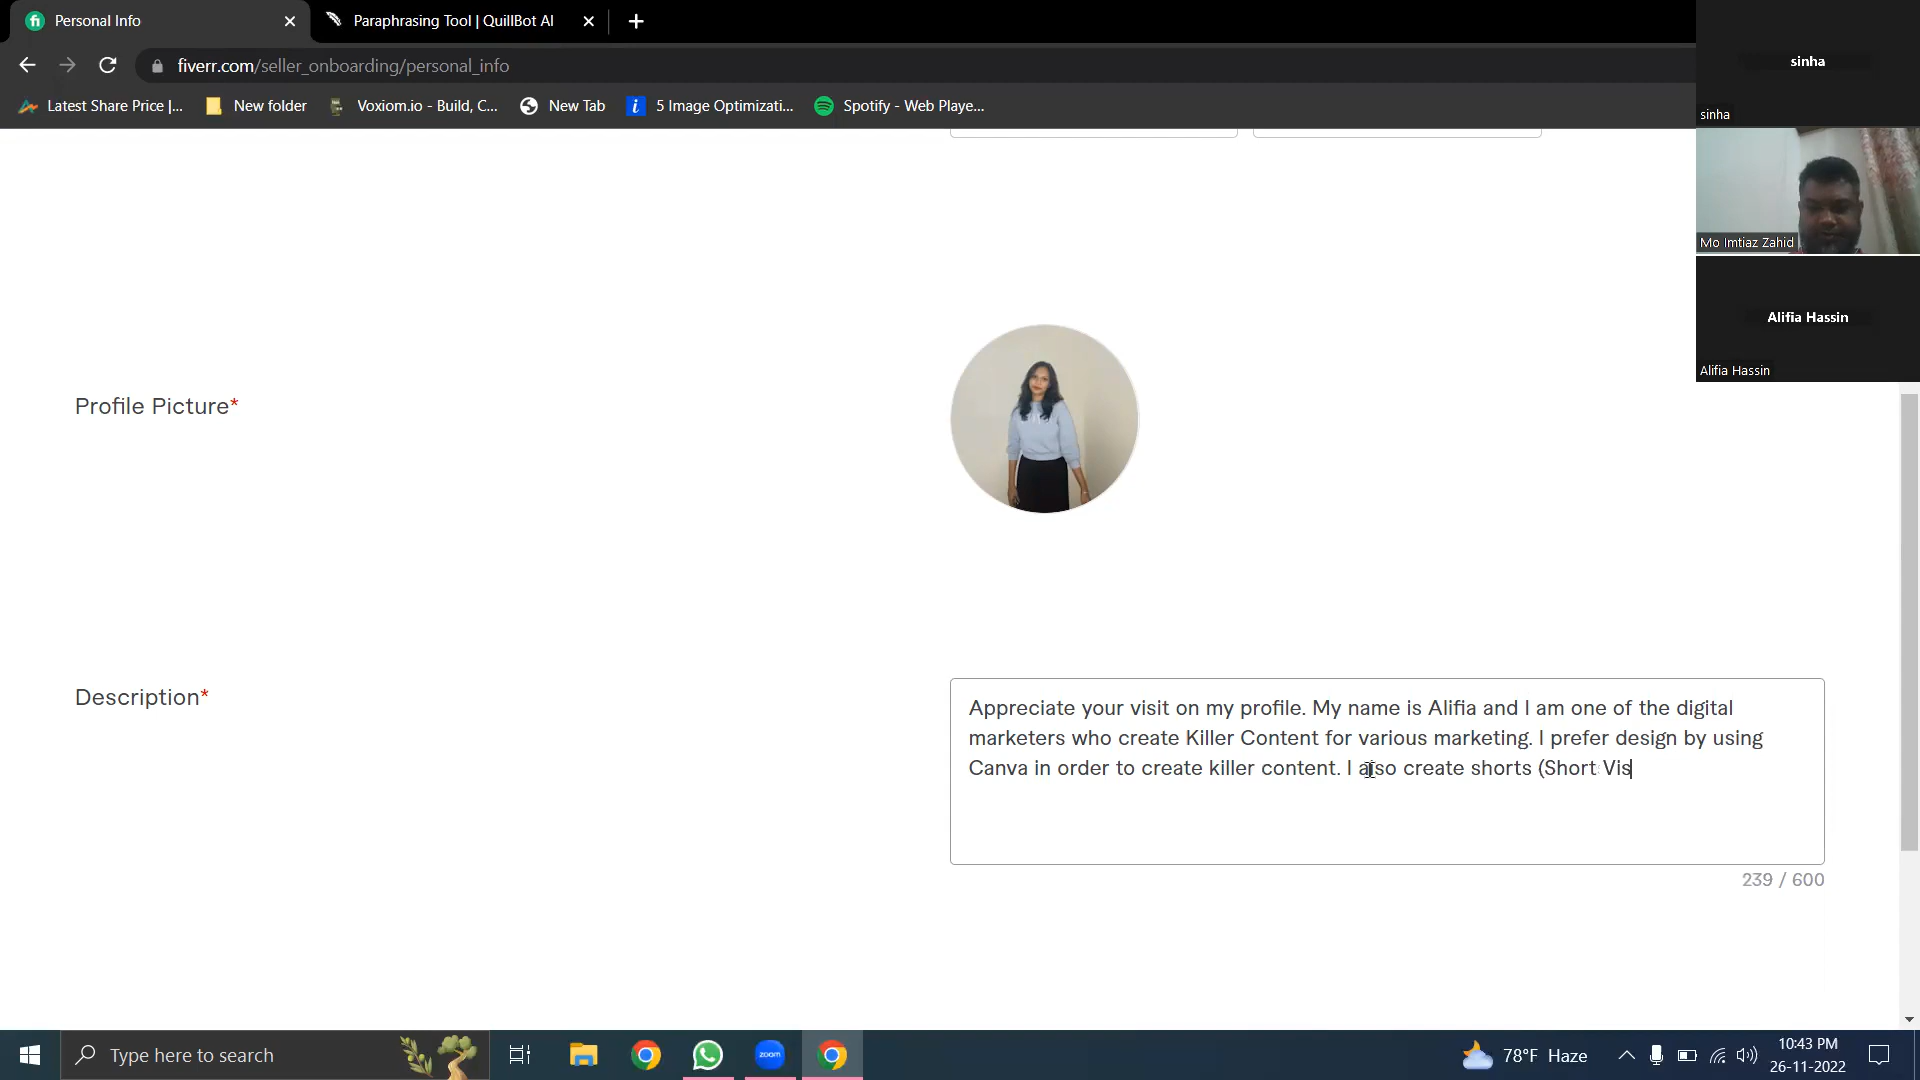 Personal Info
Paraphrasing Tool | QuillBot AI
fiverr.com/seller_onboarding/personal_info
Latest Share Price |...
New folder
Voxiom.io - Build, C...
New Tab
5 Image Optimizati...
Spotify - Web Playe...
sinha
sinha
Mo Imtiaz Zahid
Alifia Hassin
Alifia Hassin
Profile Picture*
Description*
Appreciate your visit on my profile. My name is Alifia and I am one of the digital
marketers who create Killer Content for various marketing. I prefer design by using
Canva in order to create killer content. I also create shorts (Short Vis
239 / 600
Type here to search
zoom
78°F Haze
10:43 PM
26-11-2022